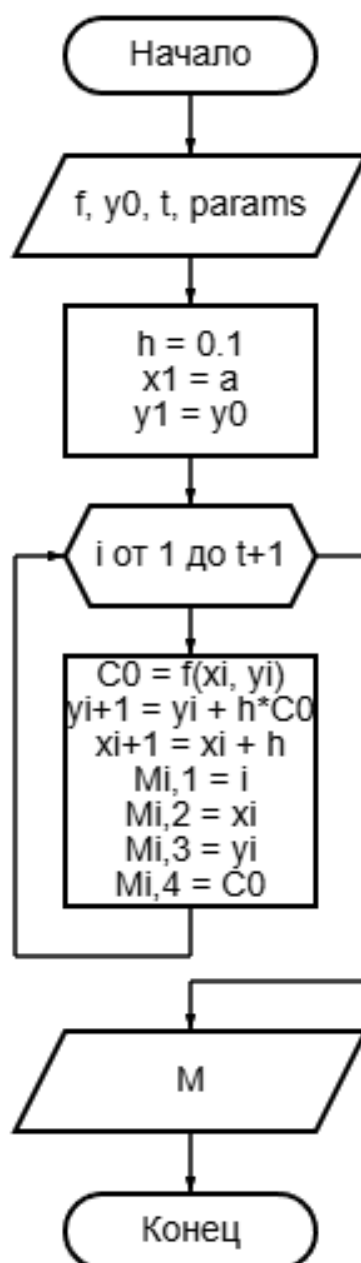 Начало
f, y0, t, params
h = 0.1
x1 = a
y1 = y0
i от 1 до t+1
C0 = f(xi, yi)
yi+1 = yi + h*C0
xi+1 = xi + h
Mi,1 = i
Mi,2 = xi
Mi,3 = yi
Mi,4 = C0
M
Конец